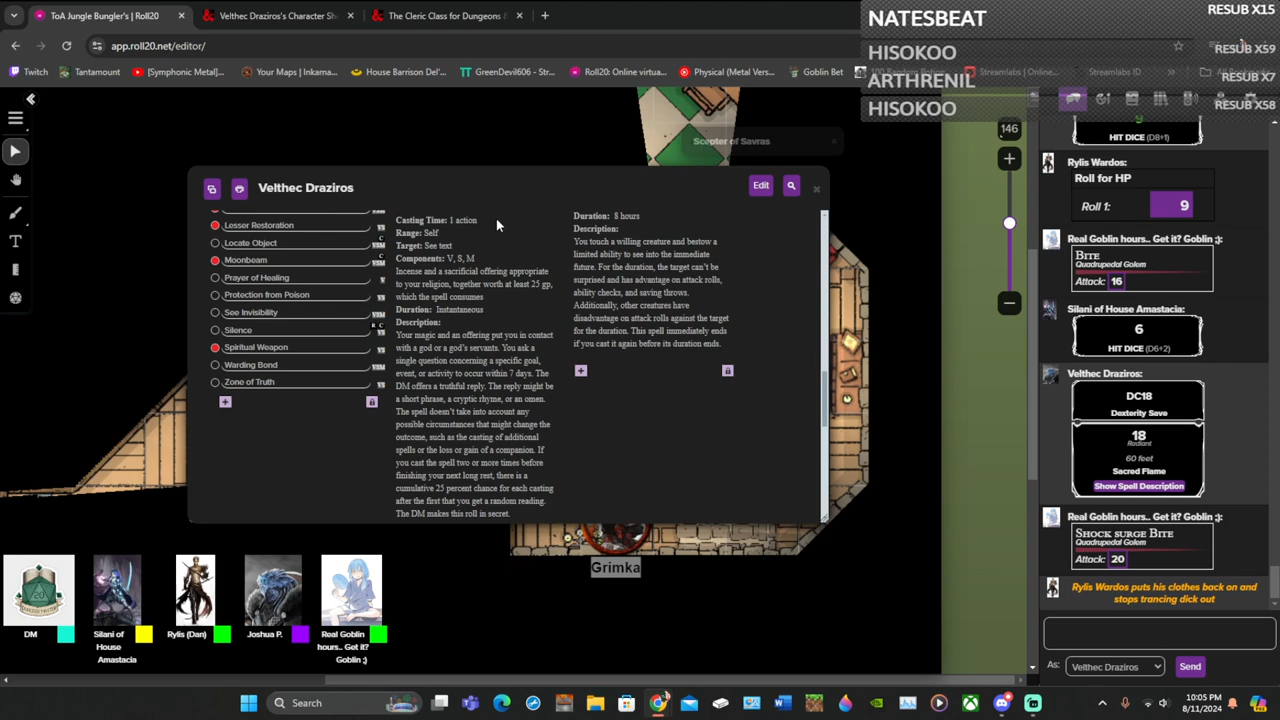 ToA Jungle Bungler's | Roll20
Velthec Draziros's Character Sh
The Cleric Class for Dungeons &
NATESBEAT
RESUB X15
HISOKOO
RESUB X59
ARTHRENIL
RESUB X7
HISOKOO
RESUB X58
app.roll20.net/editor/
Twitch
Tantamount
[Symphonic Metal]...
Your Maps | Inkarna...
House Barrison Del'...
GreenDevil606 - Str...
Roll20: Online virtua...
Physical (Metal Vers...
Goblin Bet
Streamlabs | Online...
Streamlabs ID
Scepter of Savras
146
Velthec Draziros
Edit
Lesser Restoration
Locate Object
Moonbeam
Prayer of Healing
Protection from Poison
See Invisibility
Silence
Spiritual Weapon
Warding Bond
Zone of Truth
Casting Time: 1 action
Range: Self
Target: See text
Components: V, S, M
Incense and a sacrificial offering appropriate
to your religion, together worth at least 25 gp,
which the spell consumes
Duration: Instantaneous
Description:
Your magic and an offering put you in contact
with a god or a god's servants. You ask a
single question concerning a specific goal,
event, or activity to occur within 7 days. The
DM offers a truthful reply. The reply might be
a short phrase, a cryptic rhyme, or an omen.
The spell doesn't take into account any
possible circumstances that might change the
outcome, such as the casting of additional
spells or the loss or gain of a companion. If
you cast the spell two or more times before
finishing your next long rest, there is a
cumulative 25 percent chance for each casting
after the first that you get a random reading.
The DM makes this roll in secret.
Duration: 8 hours
Description:
You touch a willing creature and bestow a
limited ability to see into the immediate
future. For the duration, the target can't be
surprised and has advantage on attack rolls,
ability checks, and saving throws.
Additionally, other creatures have
disadvantage on attack rolls against the target
for the duration. This spell immediately ends
if you cast it again before its duration ends.
Grimka
DM
Silani of
House
Amastacia
Rylis (Dan)
Joshua P.
Real Goblin
hours.. Get it?
Goblin ;)
HIT DICE (D8+1)
Rylis Wardos:
Roll for HP
Roll 1: 9
Real Goblin hours.. Get it? Goblin ;):
BITE
Quadrupedal Golem
Attack: 16
Silani of House Amastacia:
6
HIT DICE (D6+2)
Velthec Draziros:
DC18
Dexterity Save
18
Radiant
60 feet
Sacred Flame
Show Spell Description
Real Goblin hours.. Get it? Goblin ;):
SHOCK SURGE BITE
Quadrupedal Golem
Attack: 20
Rylis Wardos puts his clothes back on and
stops trancing dick out
As: Velthec Draziros
Send
Search
10:05 PM
8/11/2024